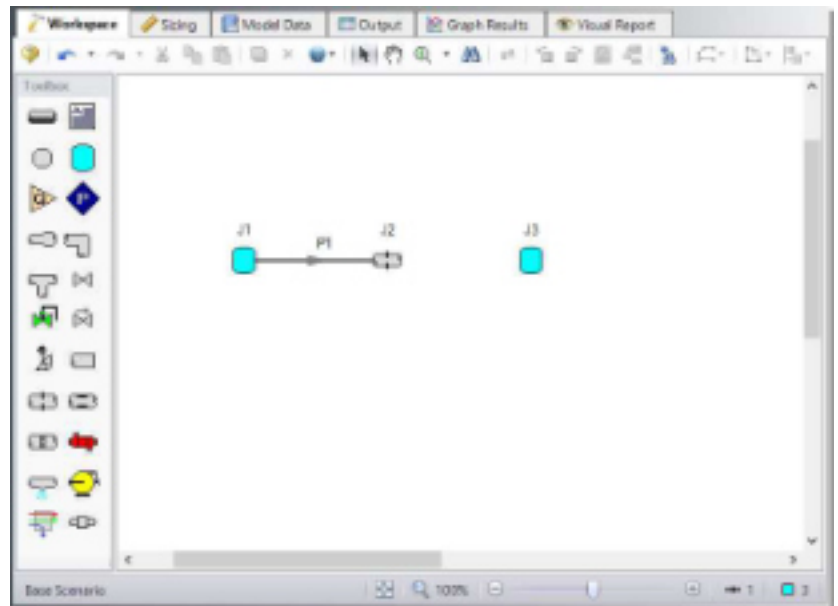 Workspace Sizing Model Data Output Graph Results Visual Report
Toolbox
J1 J2 J3
P1
Base Scenario 100% 1 3